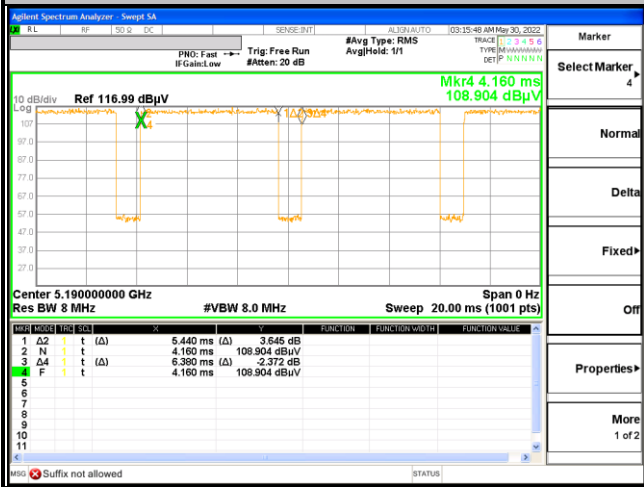 Agilent Spectrum Analyzer - Swept SA
RL RF 50 Ω DC SENSE:INT ALIGNAUTO 03:15:48 AM May 30, 2022
PNO: Fast
IFGain:Low
Trig: Free Run
#Atten: 20 dB
#Avg Type: RMS
Avg|Hold: 1/1
TRACE 1 2 3 4 5 6
TYPE M
DET P N N N N N
Mkr4 4.160 ms
108.904 dBµV
10 dB/div Ref 116.99 dBµV
Log
107
97.0
87.0
77.0
67.0
57.0
47.0
37.0
27.0
2
4
1Δ2
3Δ4
Center 5.190000000 GHz Span 0 Hz
Res BW 8 MHz #VBW 8.0 MHz Sweep 20.00 ms (1001 pts)
MKR MODE TRC SCL X Y FUNCTION FUNCTION WIDTH FUNCTION VALUE
1 Δ2 1 t (Δ) 5.440 ms (Δ) 3.645 dB
2 N 1 t 4.160 ms 108.904 dBµV
3 Δ4 1 t (Δ) 6.380 ms (Δ) -2.372 dB
4 F 1 t 4.160 ms 108.904 dBµV
5
6
7
8
9
10
11
MSG Suffix not allowed STATUS
Marker
Select Marker
4
Normal
Delta
Fixed
Off
Properties
More
1 of 2